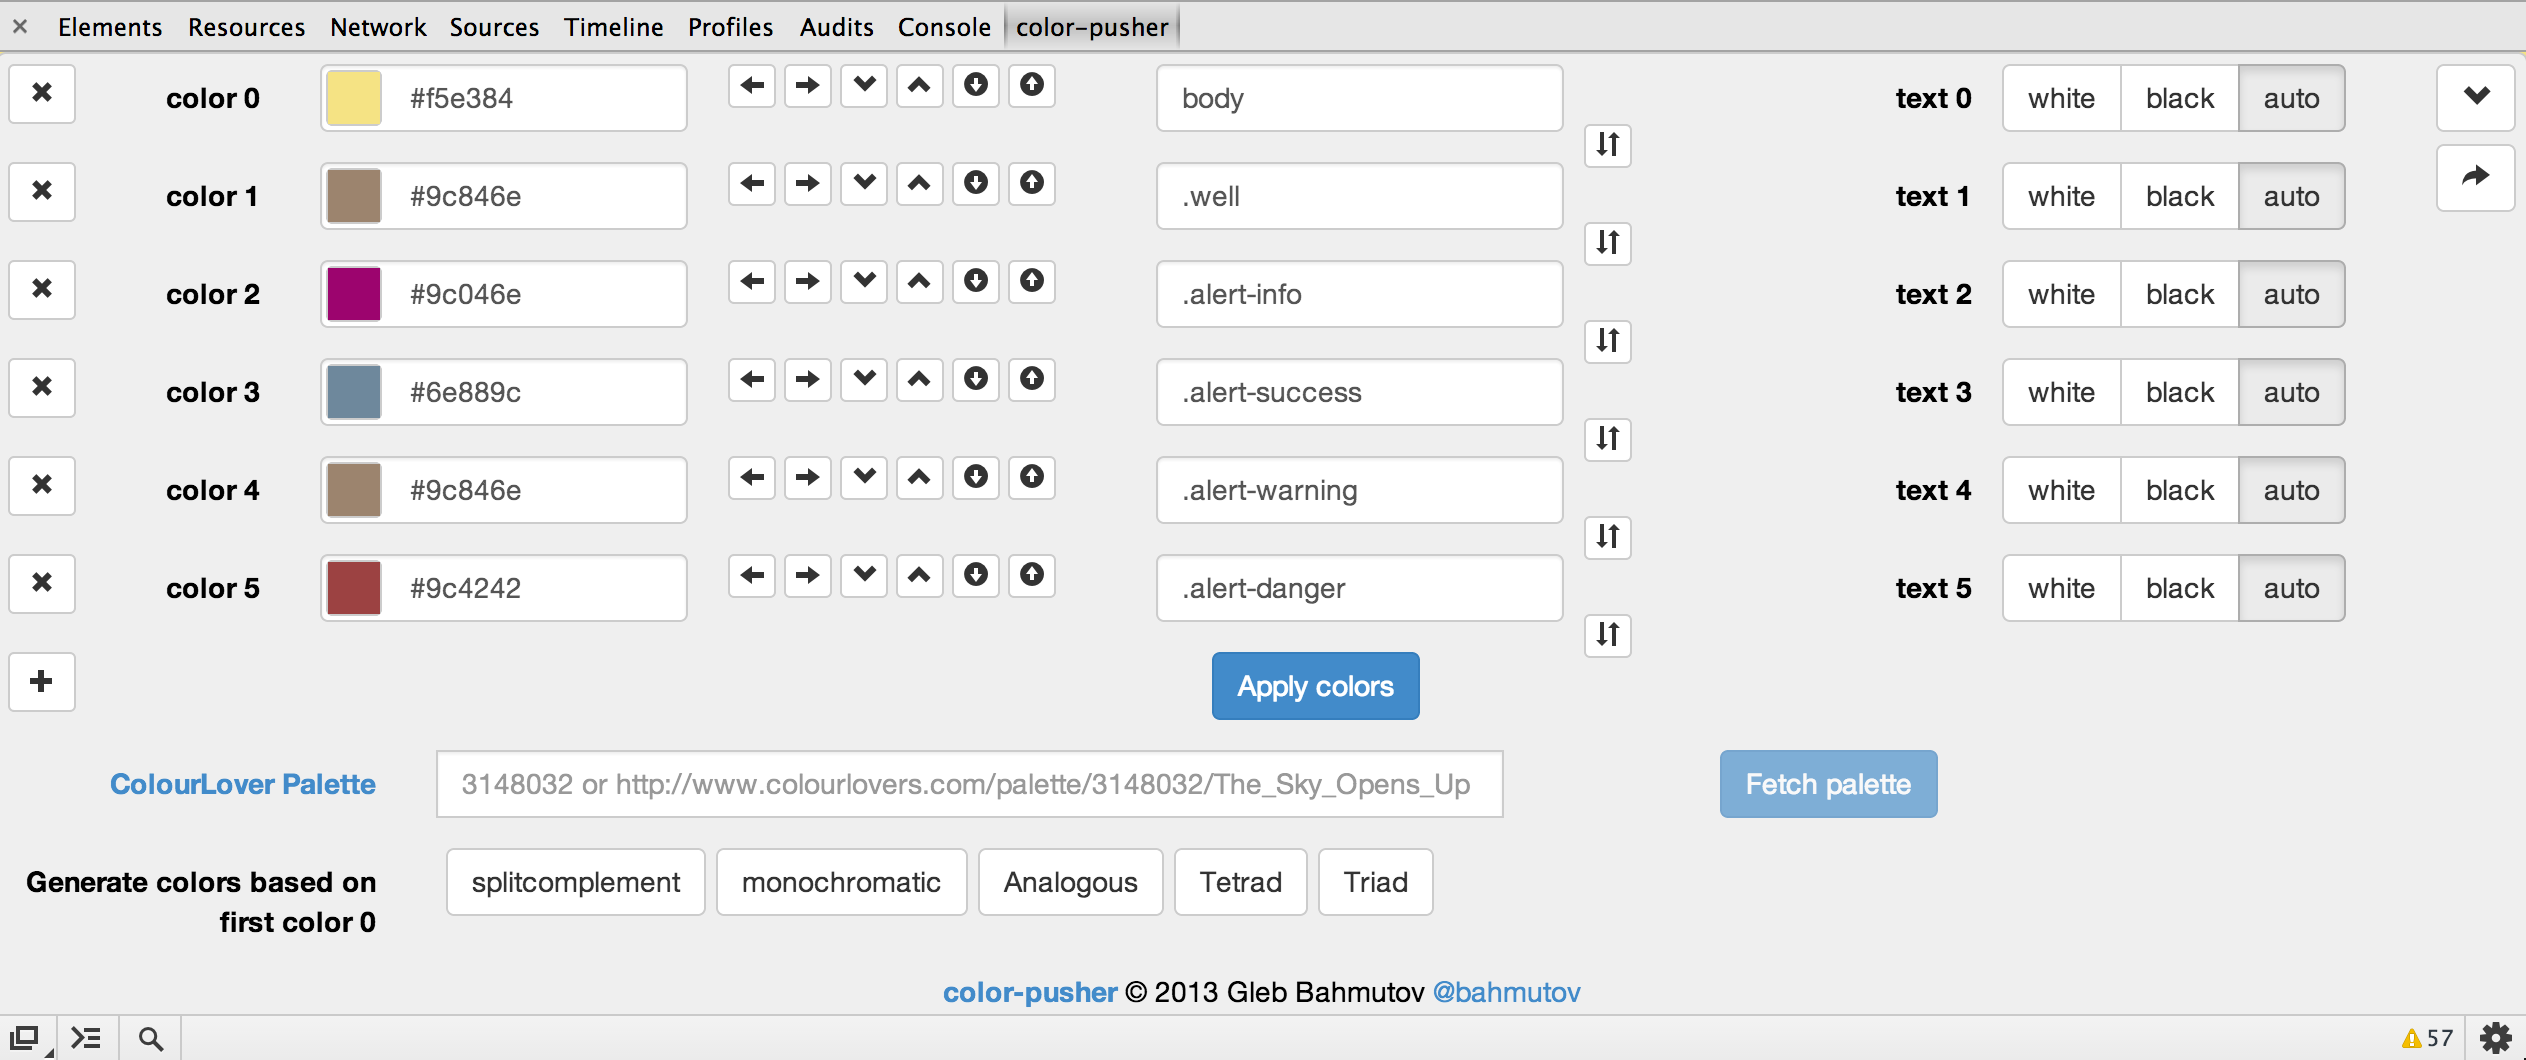 Elements Resources Network Sources Timeline Profiles Audits Console color-pusher
color 0 #f5e384 body text 0 white black auto
color 1 #9c846e .well text 1 white black auto
color 2 #9c046e .alert-info text 2 white black auto
color 3 #6e889c .alert-success text 3 white black auto
color 4 #9c846e .alert-warning text 4 white black auto
color 5 #9c4242 .alert-danger text 5 white black auto
Apply colors
ColourLover Palette 3148032 or http://www.colourlovers.com/palette/3148032/The_Sky_Opens_Up Fetch palette
Generate colors based on splitcomplement monochromatic Analogous Tetrad Triad
first color 0
color-pusher © 2013 Gleb Bahmutov @bahmutov
57